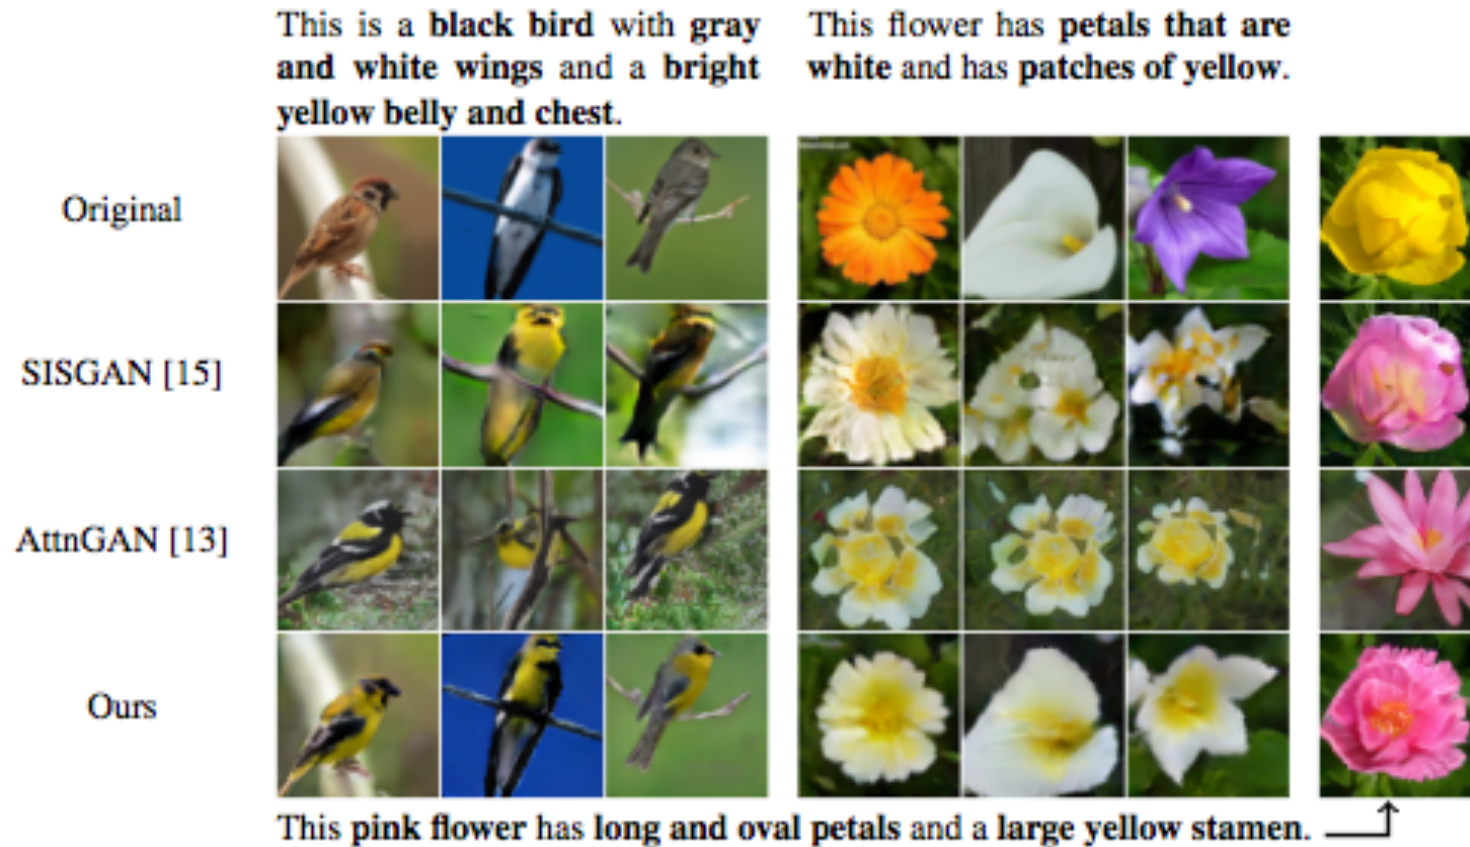 This is a black bird with gray
and white wings and a bright
yellow belly and chest.
This flower has petals that are
white and has patches of yellow.
Original
SISGAN [15]
AttnGAN [13]
Ours
This pink flower has long and oval petals and a large yellow stamen.